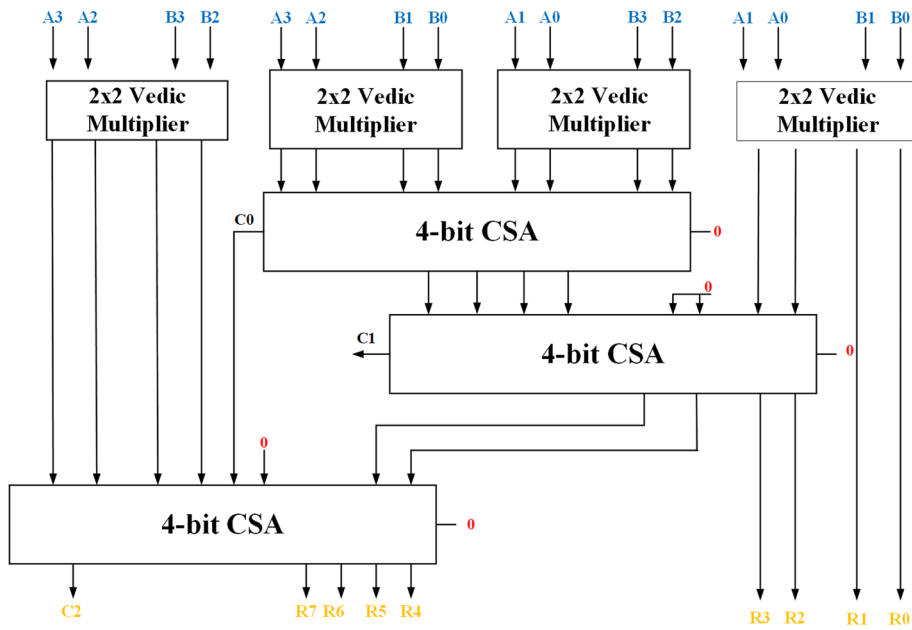 A3 A2 B3 B2 A3 A2 B1 B0 A1 A0 B3 B2 A1 A0 B1 B0
2x2 Vedic
Multiplier
2x2 Vedic
Multiplier
2x2 Vedic
Multiplier
2x2 Vedic
Multiplier
C0
4-bit CSA
0
0
C1
4-bit CSA
0
0
4-bit CSA
0
C2 R7 R6 R5 R4 R3 R2 R1 R0